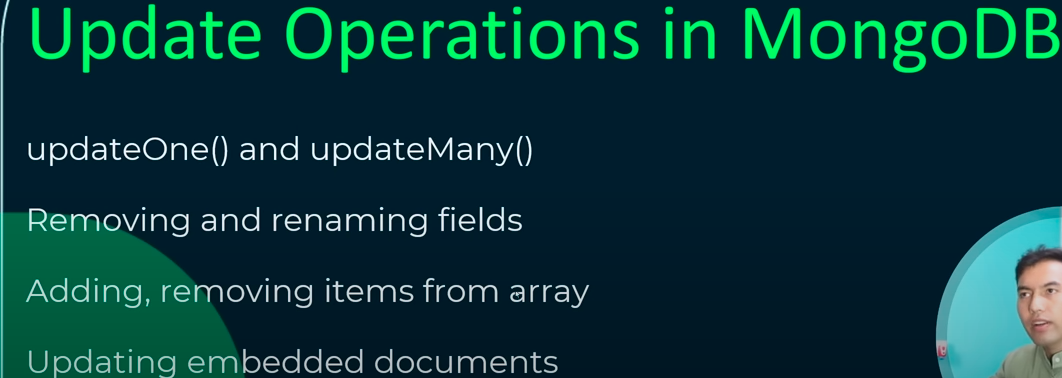 Update Operations in MongoDB
updateOne() and updateMany()
Removing and renaming fields
Adding, removing items from array
Updating embedded documents